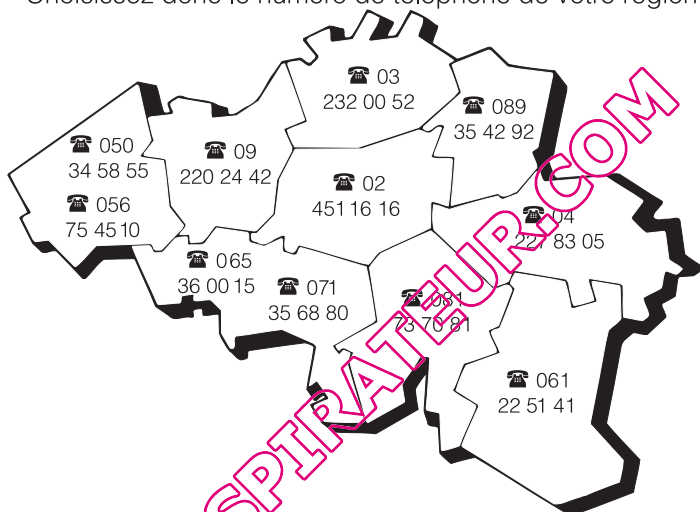 Choisissez donc le numéro de téléphone de votre région
☎ 03
232 00 52
☎ 089
35 42 92
☎ 050
34 58 55
☎ 056
75 45 10
☎ 09
220 24 42
☎ 02
451 16 16
☎ 04
227 83 05
☎ 065
36 00 15
☎ 071
35 68 80
☎ 081
73 70 81
☎ 061
22 51 41
SPIRATEUR.COM